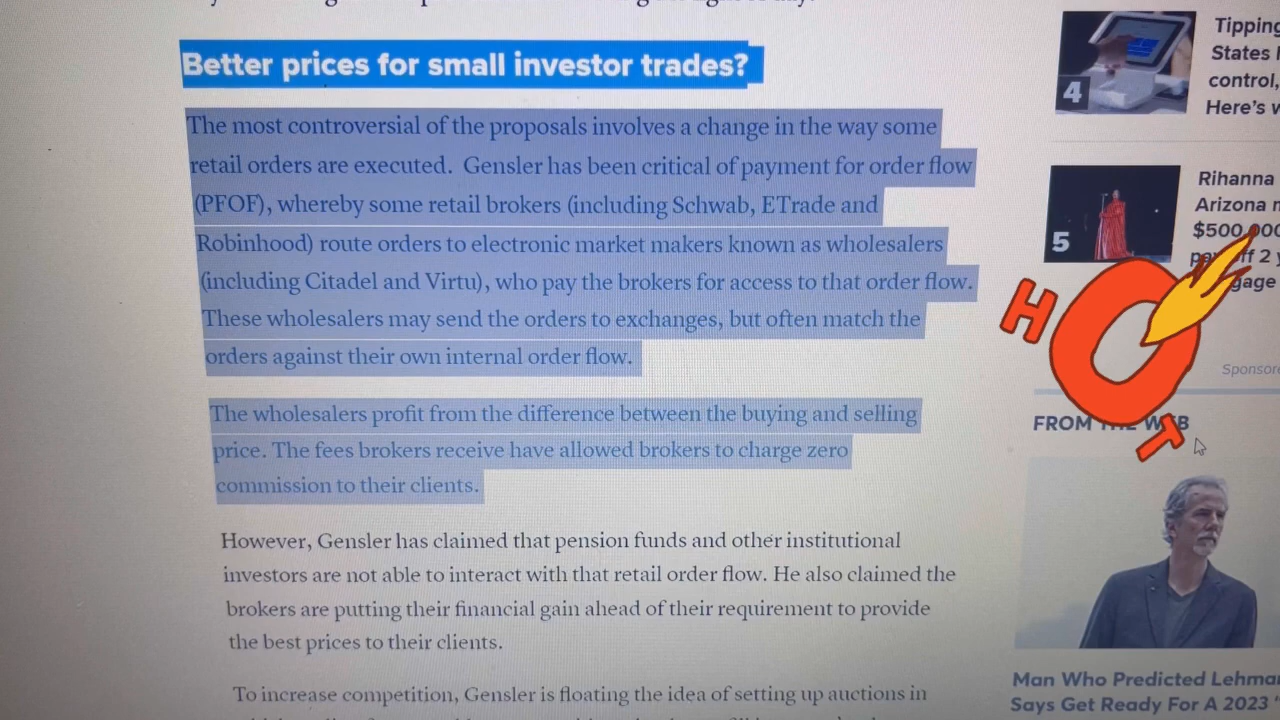 Better prices for small investor trades?
The most controversial of the proposals involves a change in the way some
retail orders are executed. Gensler has been critical of payment for order flow
(PFOF), whereby some retail brokers (including Schwab, ETrade and
Robinhood) route orders to electronic market makers known as wholesalers
(including Citadel and Virtu), who pay the brokers for access to that order flow.
These wholesalers may send the orders to exchanges, but often match the
orders against their own internal order flow.
The wholesalers profit from the difference between the buying and selling
price. The fees brokers receive have allowed brokers to charge zero
commission to their clients.
However, Gensler has claimed that pension funds and other institutional
investors are not able to interact with that retail order flow. He also claimed the
brokers are putting their financial gain ahead of their requirement to provide
the best prices to their clients.
To increase competition, Gensler is floating the idea of setting up auctions in
4
Tipping
States
control,
Here's
5
Rihanna
Arizona
$500,000
2
HOT
Sponsore
FROM THE WEB
Man Who Predicted Lehman
Says Get Ready For A 2023